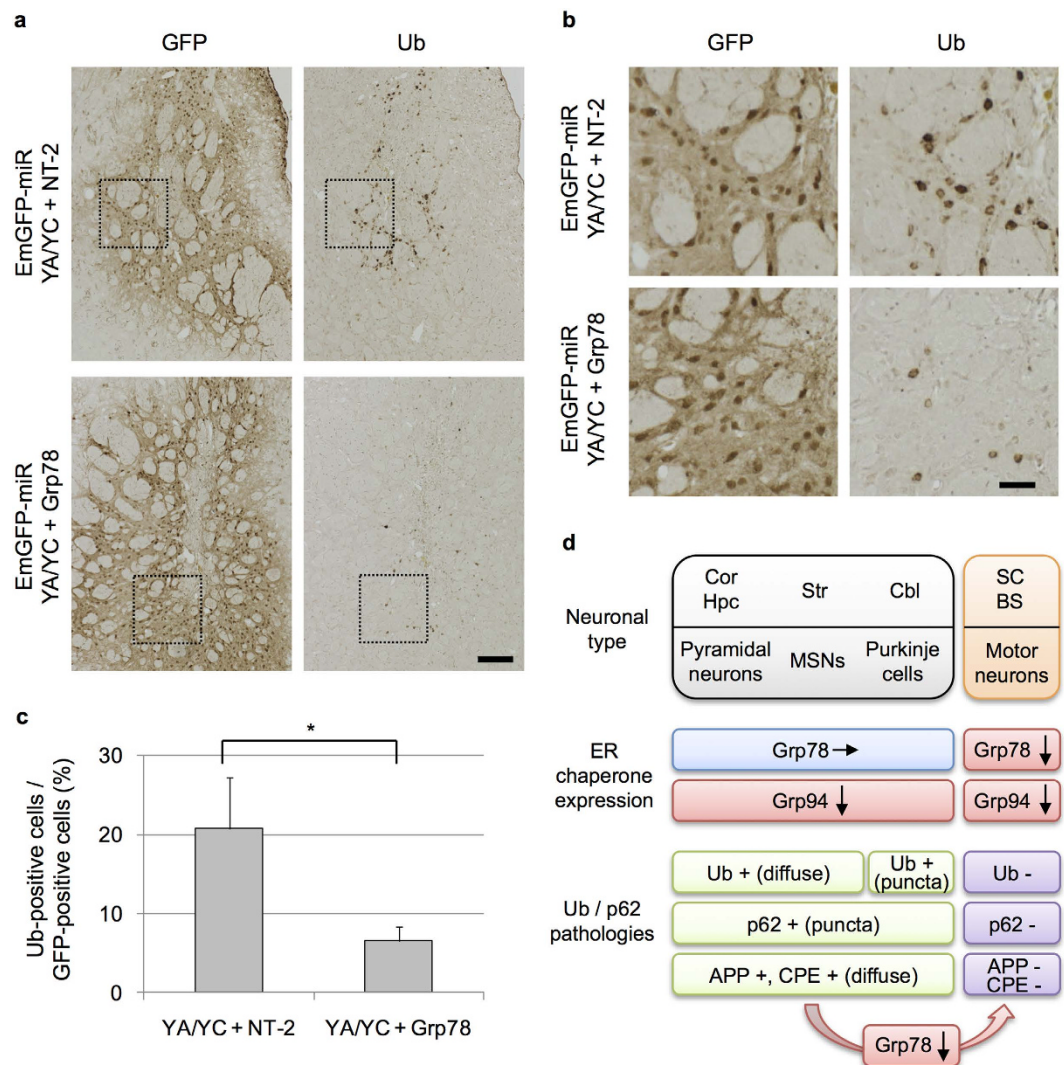 a
GFP
Ub
EmGFP-miR
YA/YC + NT-2
EmGFP-miR
YA/YC + Grp78
b
GFP
Ub
EmGFP-miR
YA/YC + NT-2
EmGFP-miR
YA/YC + Grp78
c
*
Ub-positive cells /
GFP-positive cells (%)
30
20
10
0
YA/YC + NT-2
YA/YC + Grp78
d
Neuronal
type
Cor
Hpc
Str
Cbl
SC
BS
Pyramidal
neurons
MSNs
Purkinje
cells
Motor
neurons
ER
chaperone
expression
Grp78 →
Grp78 ↓
Grp94 ↓
Grp94 ↓
Ub / p62
pathologies
Ub + (diffuse)
Ub +
(puncta)
Ub -
p62 + (puncta)
p62 -
APP +, CPE + (diffuse)
APP -
CPE -
Grp78 ↓